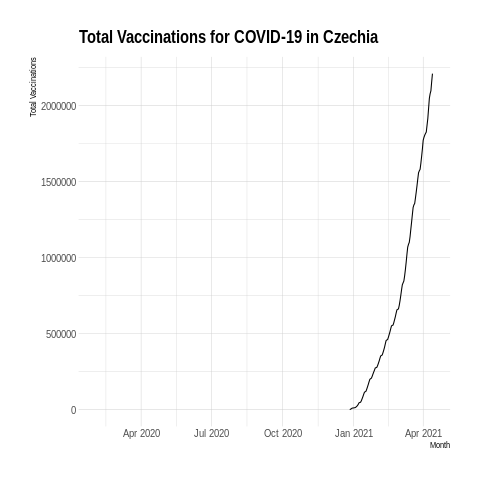 Total Vaccinations for COVID-19 in Czechia
Total Vaccinations
2000000
1500000
1000000
500000
0
Apr 2020 Jul 2020 Oct 2020 Jan 2021 Apr 2021
Month